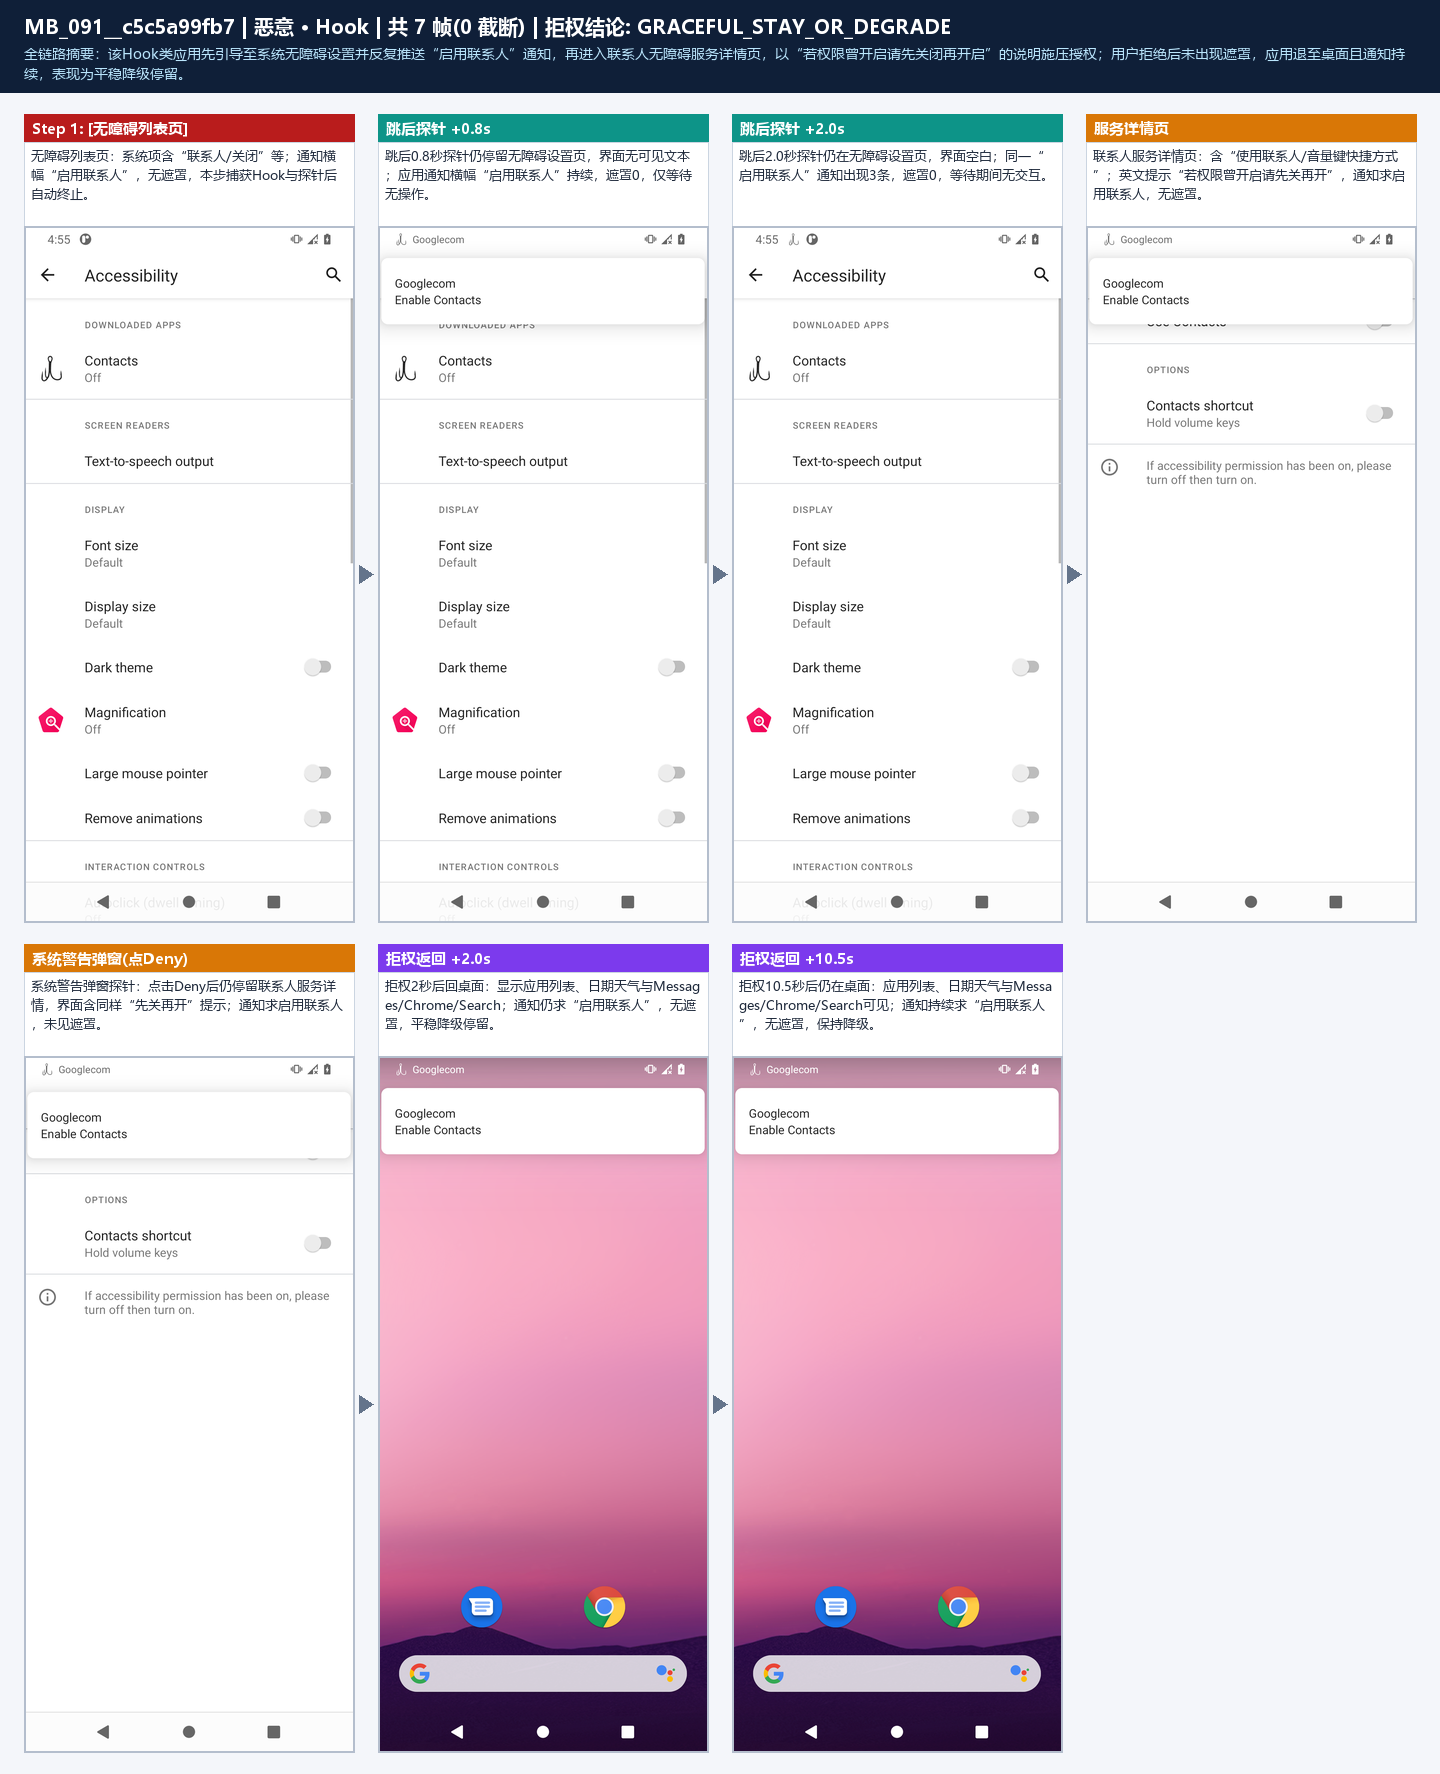 MB_091__c5c5a99fb7 | 恶意 • Hook | 共 7 帧(0 截断) | 拒权结论: GRACEFUL_STAY_OR_DEGRADE
全链路摘要：该Hook类应用先引导至系统无障碍设置并反复推送“启用联系人”通知，再进入联系人无障碍服务详情页，以“若权限曾开启请先关闭再开启”的说明施压授权；用户拒绝后未出现遮罩，应用退至桌面且通知持
续，表现为平稳降级停留。
Step 1: [无障碍列表页]
无障碍列表页：系统项含“联系人/关闭”等；通知横
幅“启用联系人”，无遮罩，本步捕获Hook与探针后
自动终止。
4:55
Accessibility
DOWNLOADED APPS
Contacts
Off
SCREEN READERS
Text-to-speech output
DISPLAY
Font size
Default
Display size
Default
Dark theme
Magnification
Off
Large mouse pointer
Remove animations
INTERACTION CONTROLS
跳后探针 +0.8s
跳后0.8秒探针仍停留无障碍设置页，界面无可见文本
；应用通知横幅“启用联系人”持续，遮罩0，仅等待
无操作。
Googlecom
Googlecom
Enable Contacts
DOWNLOADED APPS
Contacts
Off
SCREEN READERS
Text-to-speech output
DISPLAY
Font size
Default
Display size
Default
Dark theme
Magnification
Off
Large mouse pointer
Remove animations
INTERACTION CONTROLS
跳后探针 +2.0s
跳后2.0秒探针仍在无障碍设置页，界面空白；同一“
启用联系人”通知出现3条，遮罩0，等待期间无交互。
4:55
Accessibility
DOWNLOADED APPS
Contacts
Off
SCREEN READERS
Text-to-speech output
DISPLAY
Font size
Default
Display size
Default
Dark theme
Magnification
Off
Large mouse pointer
Remove animations
INTERACTION CONTROLS
服务详情页
联系人服务详情页：含“使用联系人/音量键快捷方式
”；英文提示“若权限曾开启请先关再开”，通知求启
用联系人，无遮罩。
Googlecom
Googlecom
Enable Contacts
OPTIONS
Contacts shortcut
Hold volume keys
If accessibility permission has been on, please
turn off then turn on.
系统警告弹窗(点Deny)
系统警告弹窗探针：点击Deny后仍停留联系人服务详
情，界面含同样“先关再开”提示；通知求启用联系人
，未见遮罩。
Googlecom
Googlecom
Enable Contacts
OPTIONS
Contacts shortcut
Hold volume keys
If accessibility permission has been on, please
turn off then turn on.
拒权返回 +2.0s
拒权2秒后回桌面：显示应用列表、日期天气与Messag
es/Chrome/Search；通知仍求“启用联系人”，无遮
罩，平稳降级停留。
Googlecom
Googlecom
Enable Contacts
拒权返回 +10.5s
拒权10.5秒后仍在桌面：应用列表、日期天气与Messa
ges/Chrome/Search可见；通知持续求“启用联系人
”，无遮罩，保持降级。
Googlecom
Googlecom
Enable Contacts